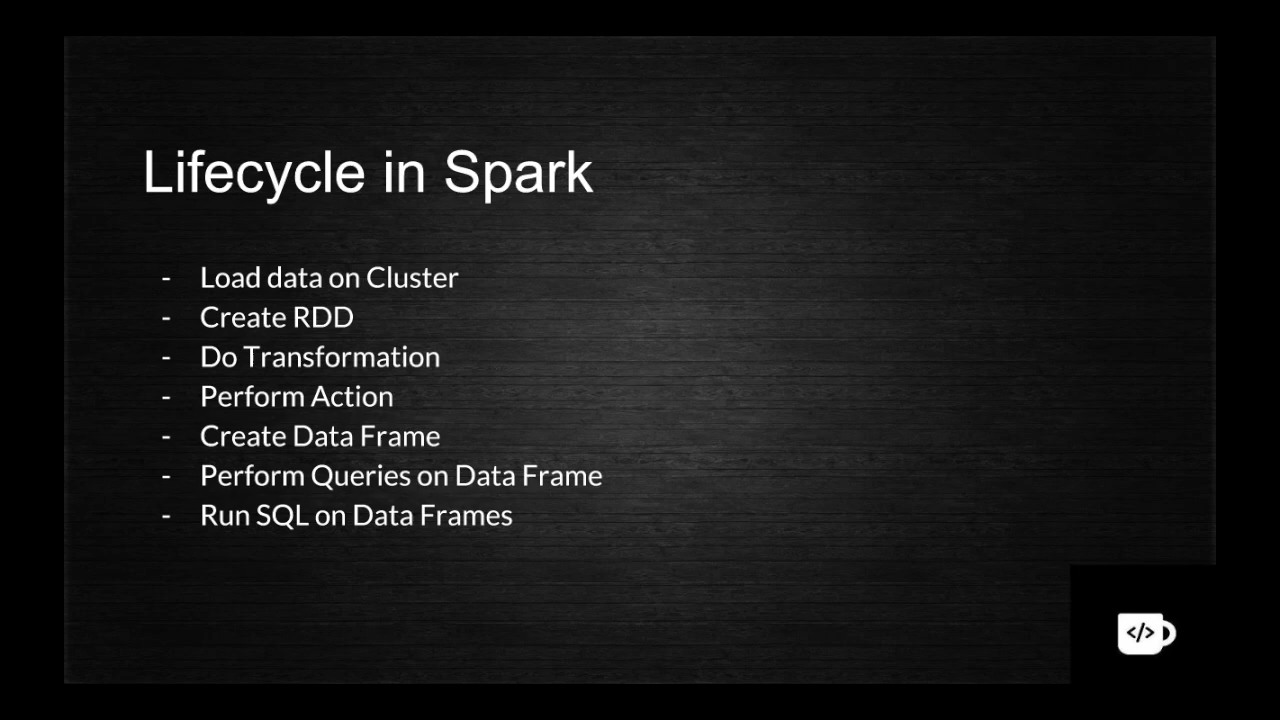 Lifecycle in Spark
- Load data on Cluster
- Create RDD
- Do Transformation
- Perform Action
- Create Data Frame
- Perform Queries on Data Frame
- Run SQL on Data Frames
</>